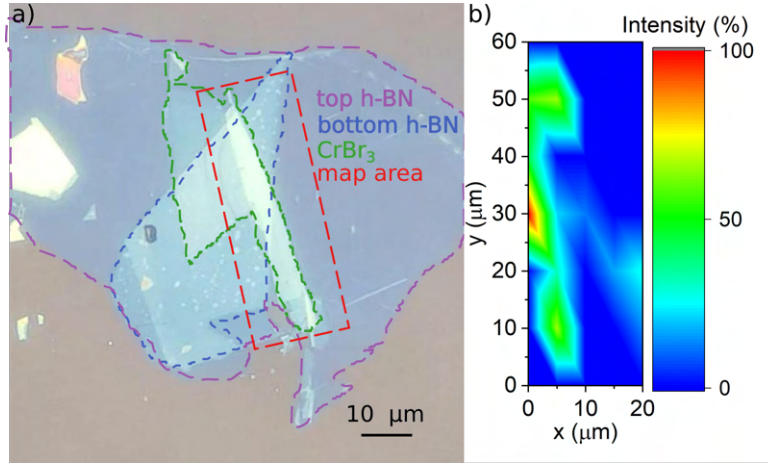 a)
top h-BN
bottom h-BN
CrBr₃
map area
10 μm
b)
Intensity (%)
60
50
40
30
20
10
0
y (μm)
0 10 20
x (μm)
100
50
0